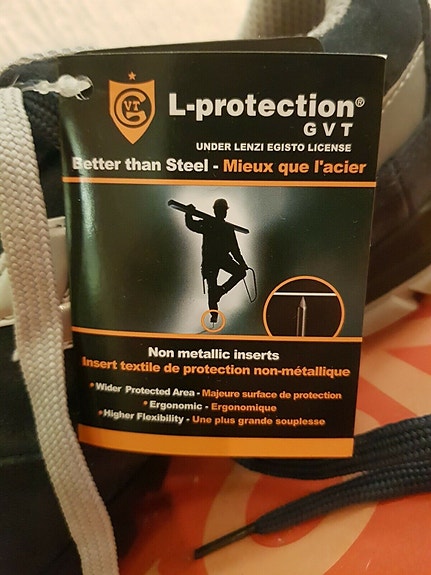 GVT
L-protection®
GVT
UNDER LENZI EGISTO LICENSE
Better than Steel - Mieux que l'acier
Non metallic inserts
Insert textile de protection non-métallique
• Wider Protected Area - Majeure surface de protection
• Ergonomic - Ergonomique
• Higher Flexibility - Une plus grande souplesse